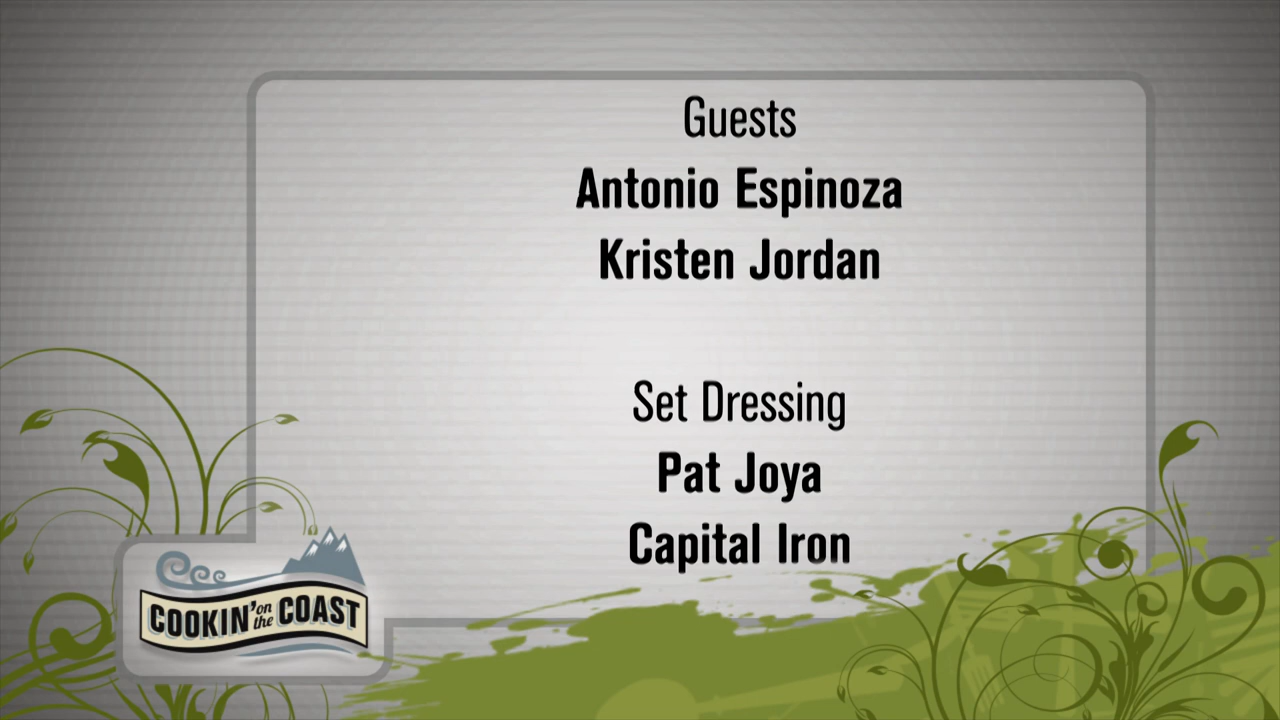 Guests
Antonio Espinoza
Kristen Jordan
Set Dressing
Pat Joya
Capital Iron
COOKIN' on the COAST